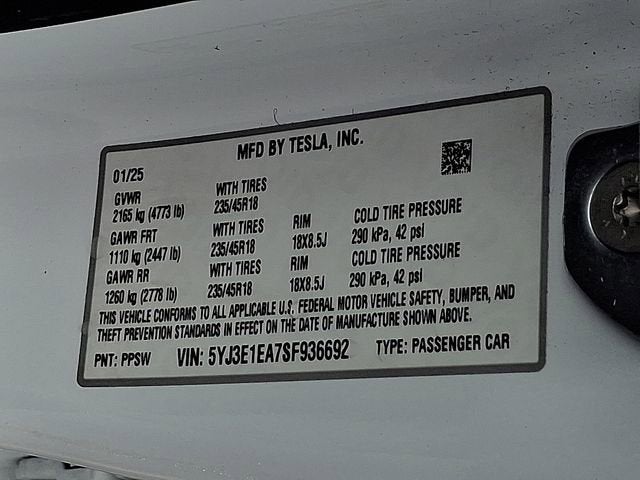 MFD BY TESLA, INC.
01/25
GVWR WITH TIRES
2165 kg (4773 lb) 235/45R18
GAWR FRT WITH TIRES RIM COLD TIRE PRESSURE
1110 kg (2447 lb) 235/45R18 18X8.5J 290 kPa, 42 psi
GAWR RR WITH TIRES RIM COLD TIRE PRESSURE
1260 kg (2778 lb) 235/45R18 18X8.5J 290 kPa, 42 psi
THIS VEHICLE CONFORMS TO ALL APPLICABLE U.S. FEDERAL MOTOR VEHICLE SAFETY, BUMPER, AND
THEFT PREVENTION STANDARDS IN EFFECT ON THE DATE OF MANUFACTURE SHOWN ABOVE.
PNT: PPSW VIN: 5YJ3E1EA7SF936692 TYPE: PASSENGER CAR